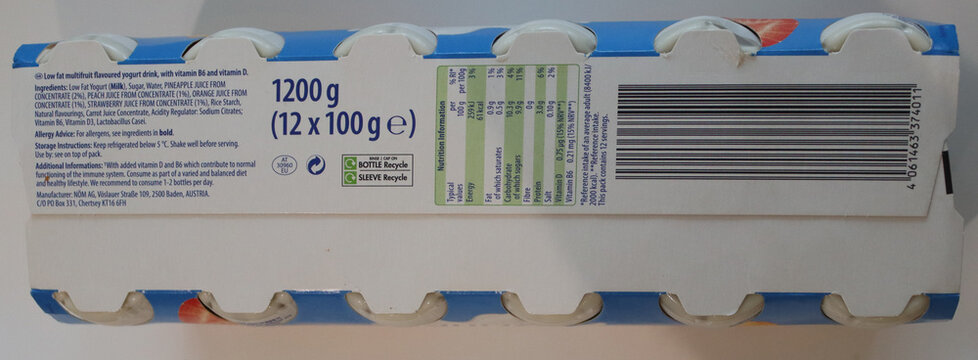 GB Low fat multifruit flavoured yogurt drink, with vitamin B6 and vitamin D.
Ingredients: Low Fat Yogurt (Milk), Sugar, Water, PINEAPPLE JUICE FROM
CONCENTRATE (2%), PEACH JUICE FROM CONCENTRATE (1%), ORANGE JUICE FROM
CONCENTRATE (1%), STRAWBERRY JUICE FROM CONCENTRATE (1%), Rice Starch,
Natural flavourings, Carrot Juice Concentrate, Acidity Regulator: Sodium Citrates;
Vitamin B6, Vitamin D3, Lactobacillus Casei.
Allergy Advice: For allergens, see ingredients in bold.
Storage Instructions: Keep refrigerated below 5 °C. Shake well before serving.
Use by: see on top of pack.
Additional Informations: *With added vitamin D and B6 which contribute to normal
functioning of the immune system. Consume as part of a varied and balanced diet
and healthy lifestyle. We recommend to consume 1-2 bottles per day.
Manufacturer: NÖM AG, Vöslauer Straße 109, 2500 Baden, AUSTRIA.
C/O PO Box 331, Chertsey KT16 6FH
1200 g
(12 x 100 g ℮)
AT
30960
EU
RINSE / CAP ON
BOTTLE Recycle
SLEEVE Recycle
Nutrition Information
Typical values per 100 g % RI* per 100g
Energy 259 kJ 3%
61 kcal
Fat 0.9g 1%
of which saturates 0.5g 3%
Carbohydrate 10.3g 4%
of which sugars 9.9g 11%
Fibre 0g
Protein 3.0g 6%
Salt 0.10g 2%
Vitamin D 0.75 µg (15% NRV**)
Vitamin B6 0.21 mg (15% NRV**)
*Reference intake of an average adult (8400 kJ/
2000 kcal). **Reference Intake.
This pack contains 12 servings.
4 061463 374011